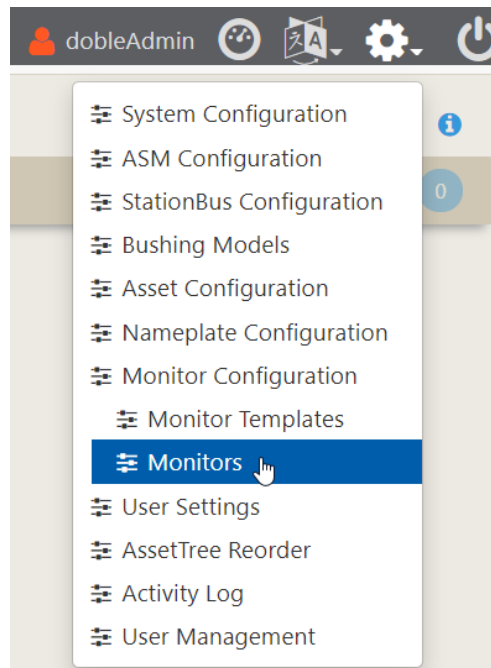 dobleAdmin
System Configuration
ASM Configuration
0
StationBus Configuration
Bushing Models
Asset Configuration
Nameplate Configuration
Monitor Configuration
Monitor Templates
Monitors
User Settings
AssetTree Reorder
Activity Log
User Management